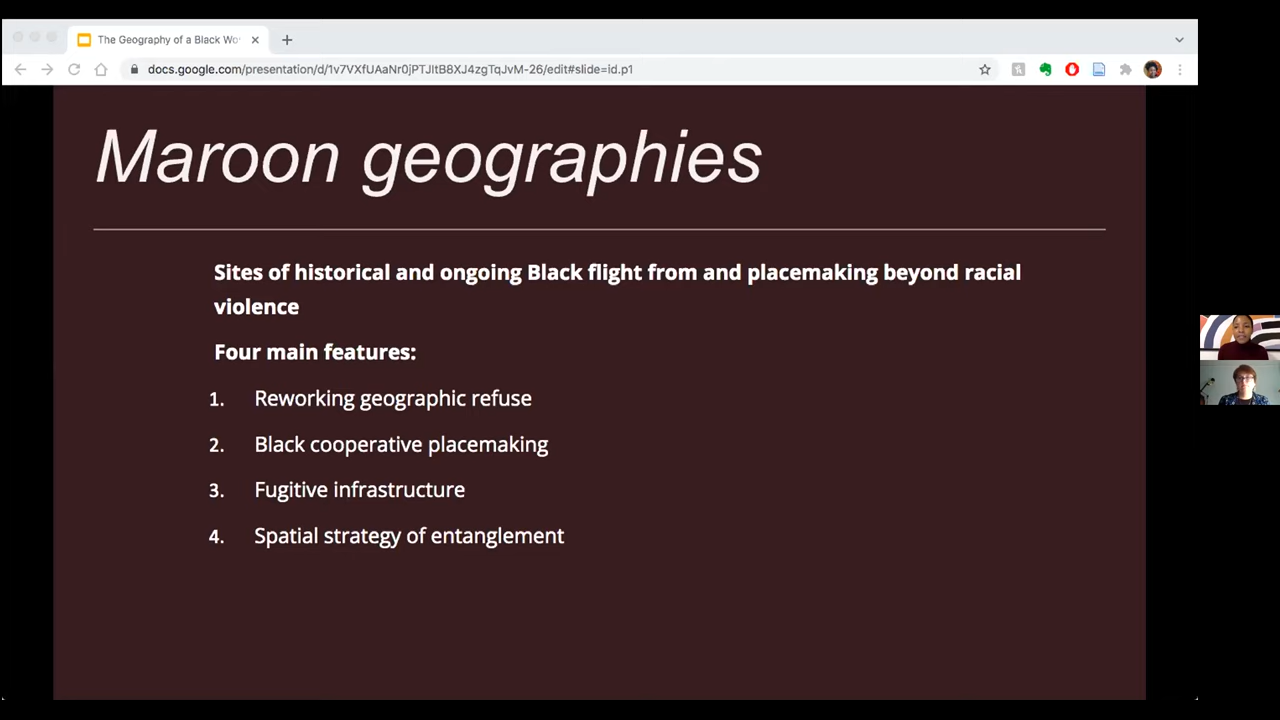 The Geography of a Black Wo
docs.google.com/presentation/d/1v7VXfUAaNr0jPTJItB8XJ4zgTqJvM-26/edit#slide=id.p1
Maroon geographies
Sites of historical and ongoing Black flight from and placemaking beyond racial
violence
Four main features:
1. Reworking geographic refuse
2. Black cooperative placemaking
3. Fugitive infrastructure
4. Spatial strategy of entanglement